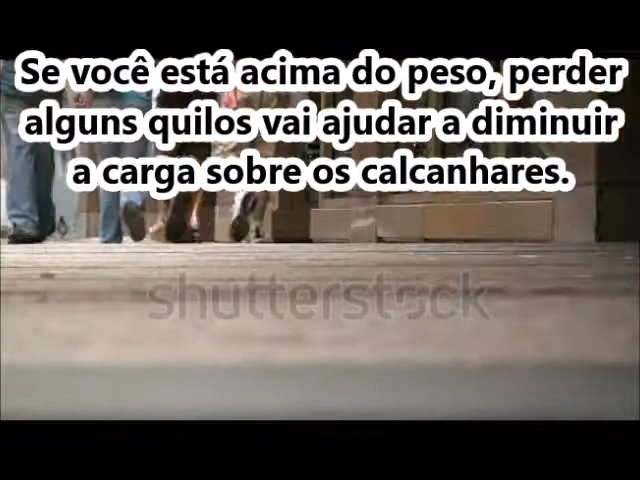 Se você está acima do peso, perder
alguns quilos vai ajudar a diminuir
a carga sobre os calcanhares.
shutterstock